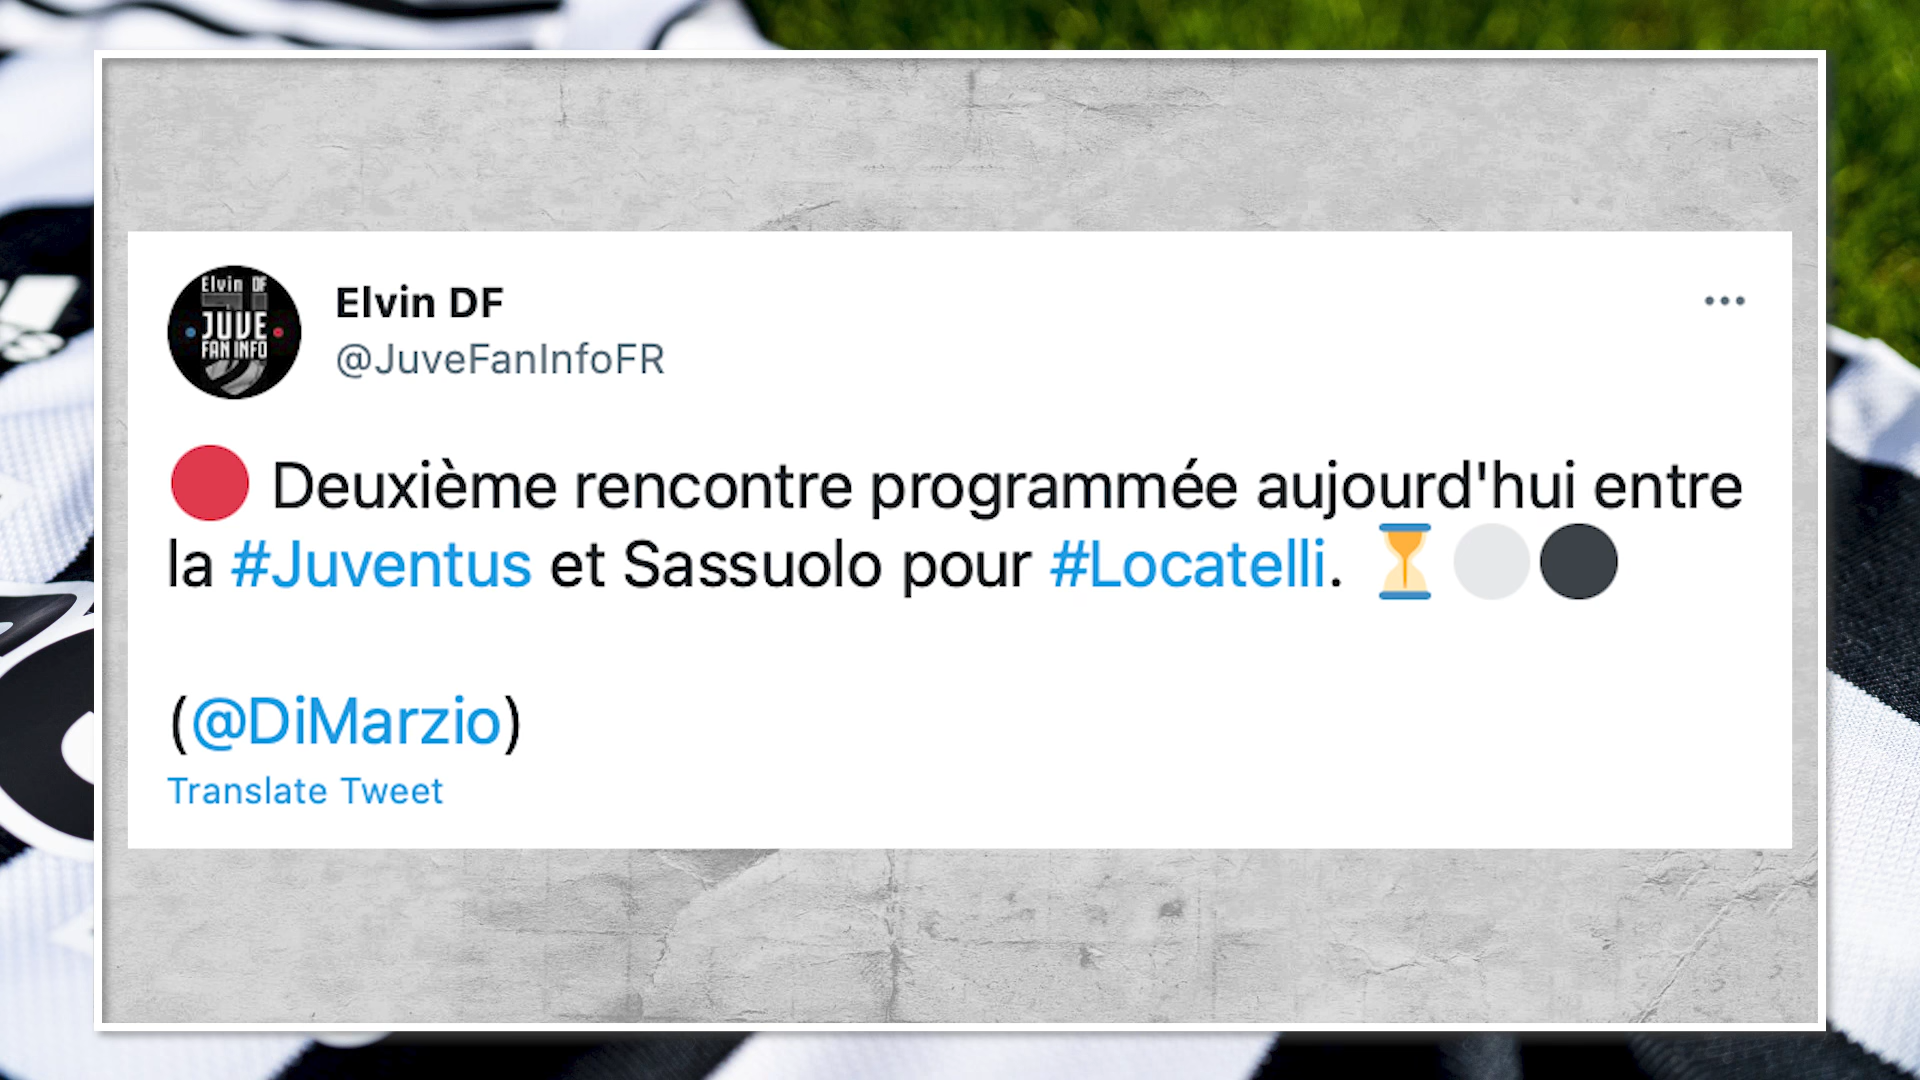 Elvin DF
JUVE
FAN INFO
Elvin DF
@JuveFanInfoFR
🔴 Deuxième rencontre programmée aujourd'hui entre
la #Juventus et Sassuolo pour #Locatelli. ⏳⚪⚫
(@DiMarzio)
Translate Tweet